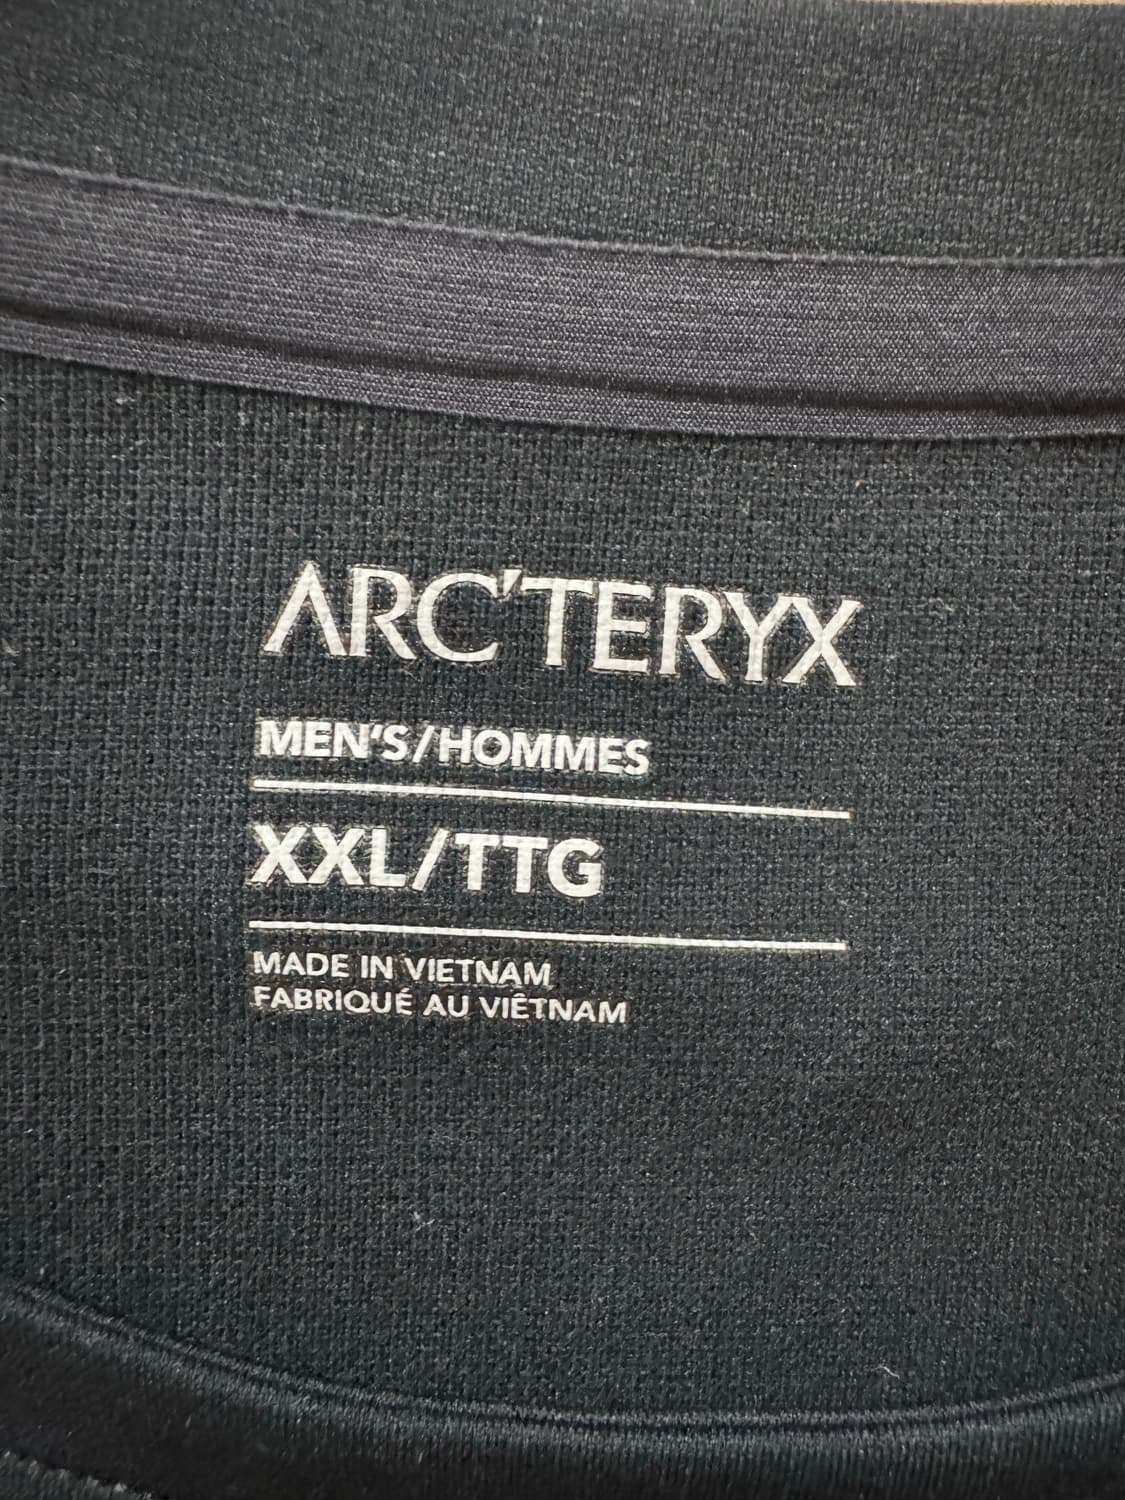 ARC'TERYX
MEN'S/HOMMES
XXL/TTG
MADE IN VIETNAM
FABRIQUÉ AU VIÊTNAM